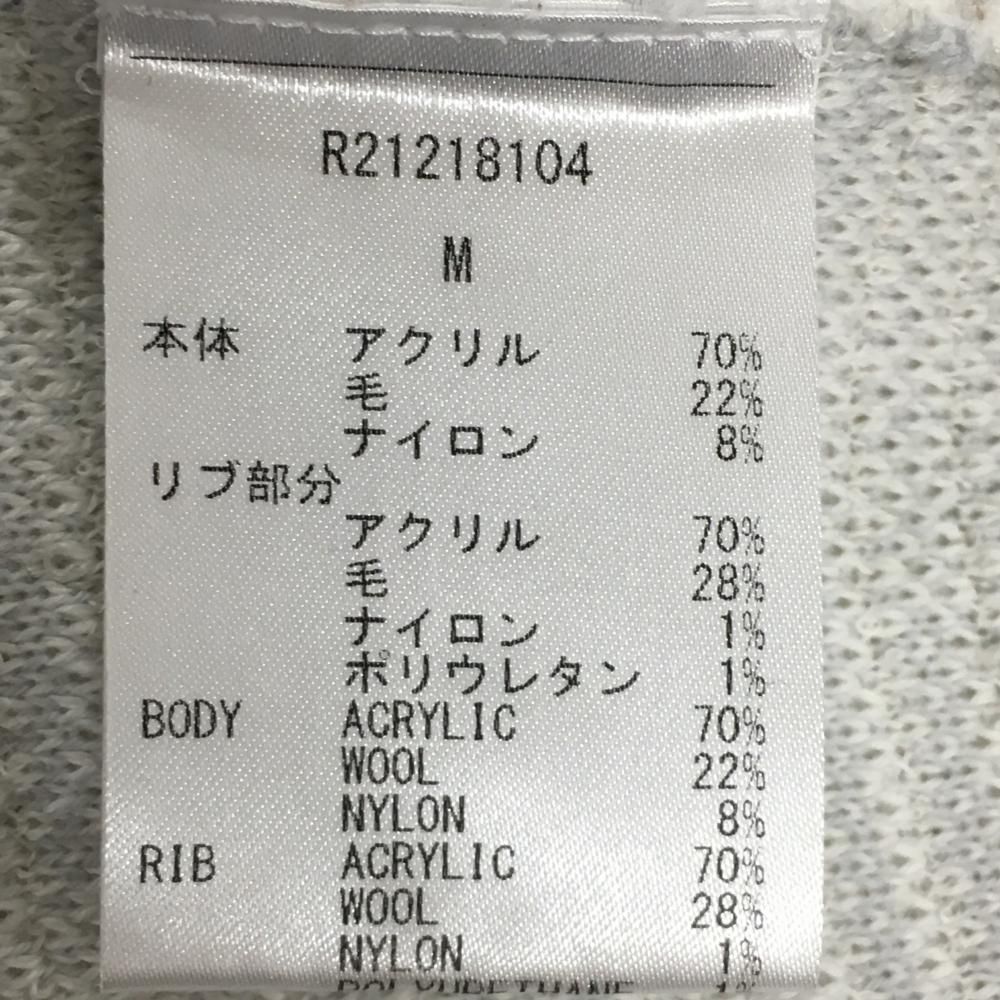 R21218104
M
本体 アクリル 70%
毛 22%
ナイロン 8%
リブ部分
アクリル 70%
毛 28%
ナイロン 1%
ポリウレタン 1%
BODY ACRYLIC 70%
WOOL 22%
NYLON 8%
RIB ACRYLIC 70%
WOOL 28%
NYLON 1%
POLYURETHANE 1%